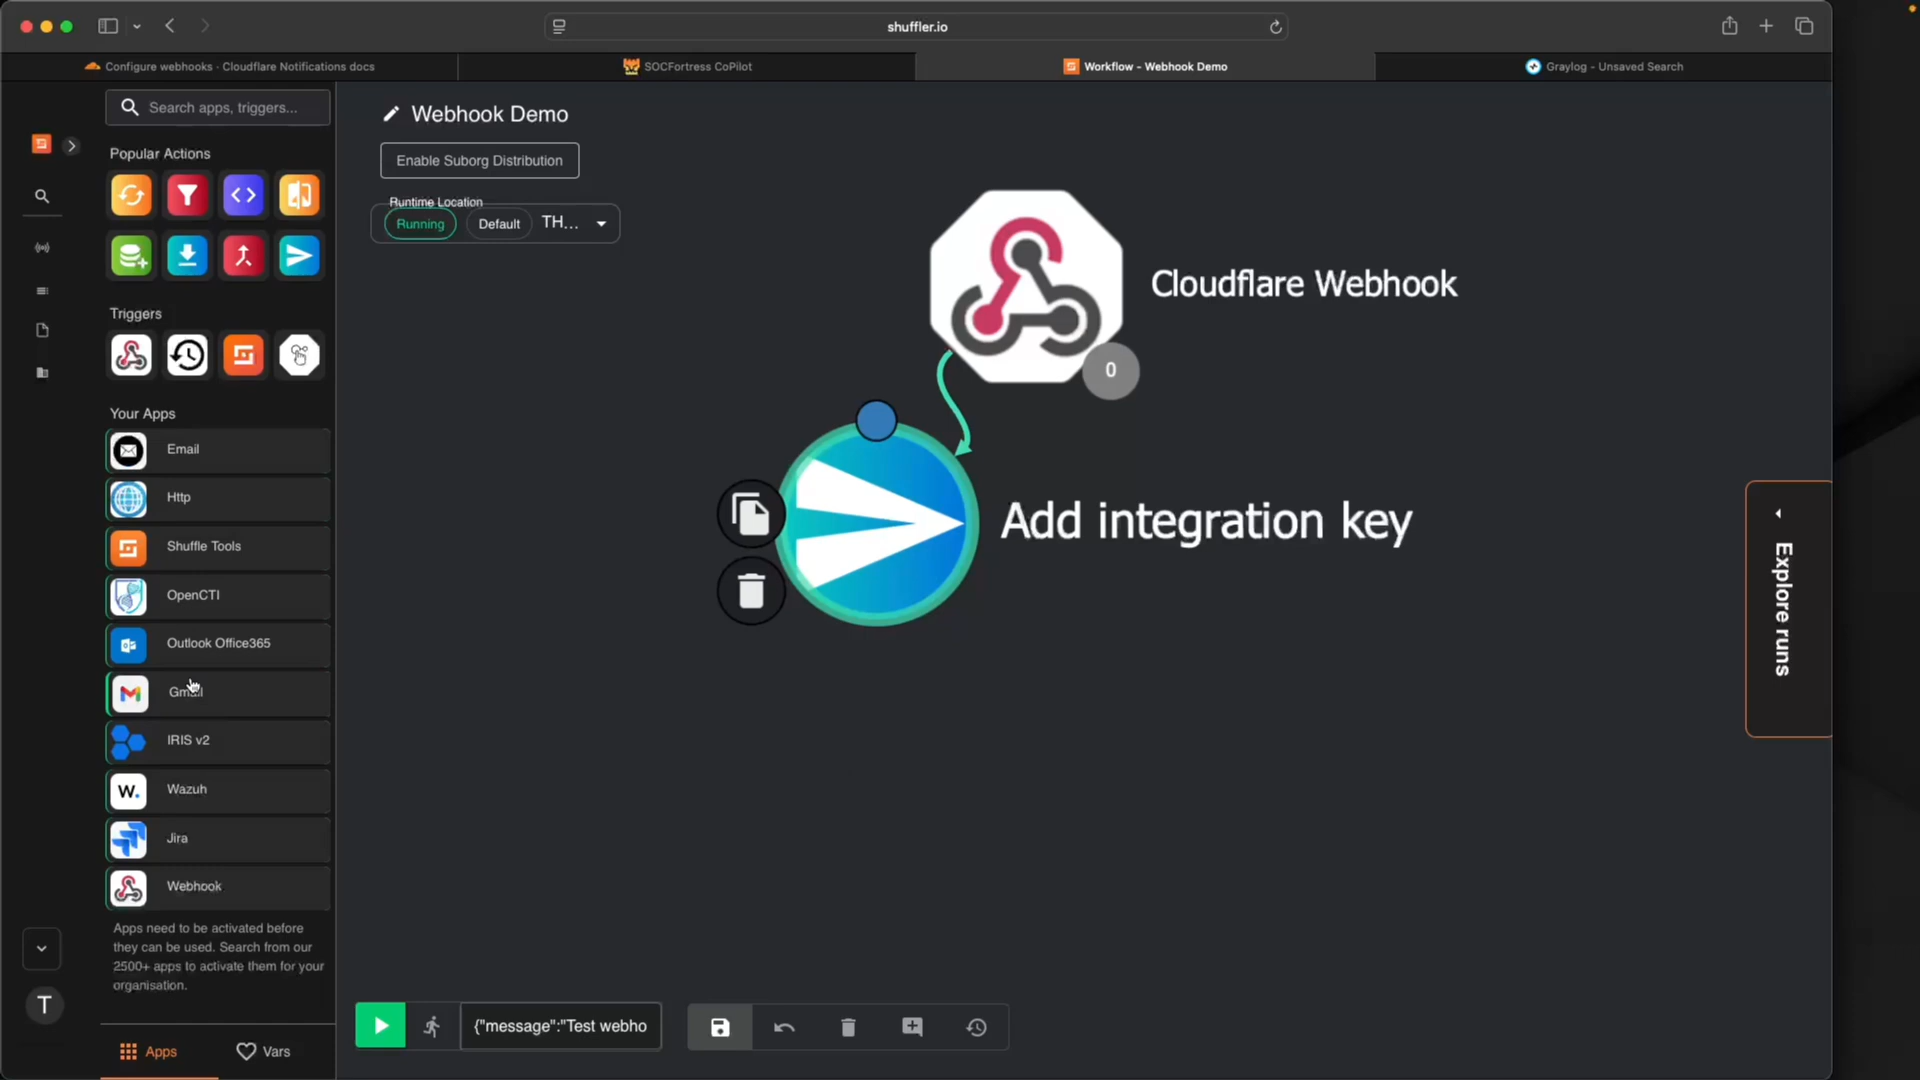 shuffler.io
Configure webhooks · Cloudflare Notifications docs
SOCFortress CoPilot
Workflow - Webhook Demo
Graylog - Unsaved Search
Search apps, triggers...
Popular Actions
Triggers
Your Apps
Email
Http
Shuffle Tools
OpenCTI
Outlook Office365
Gmail
IRIS v2
W. Wazuh
Jira
Webhook
Apps need to be activated before
they can be used. Search from our
2500+ apps to activate them for your
organisation.
T
Apps
Vars
Webhook Demo
Enable Suborg Distribution
Runtime Location
Running Default TH...
Cloudflare Webhook
0
Add integration key
Explore runs
{"message":"Test webho